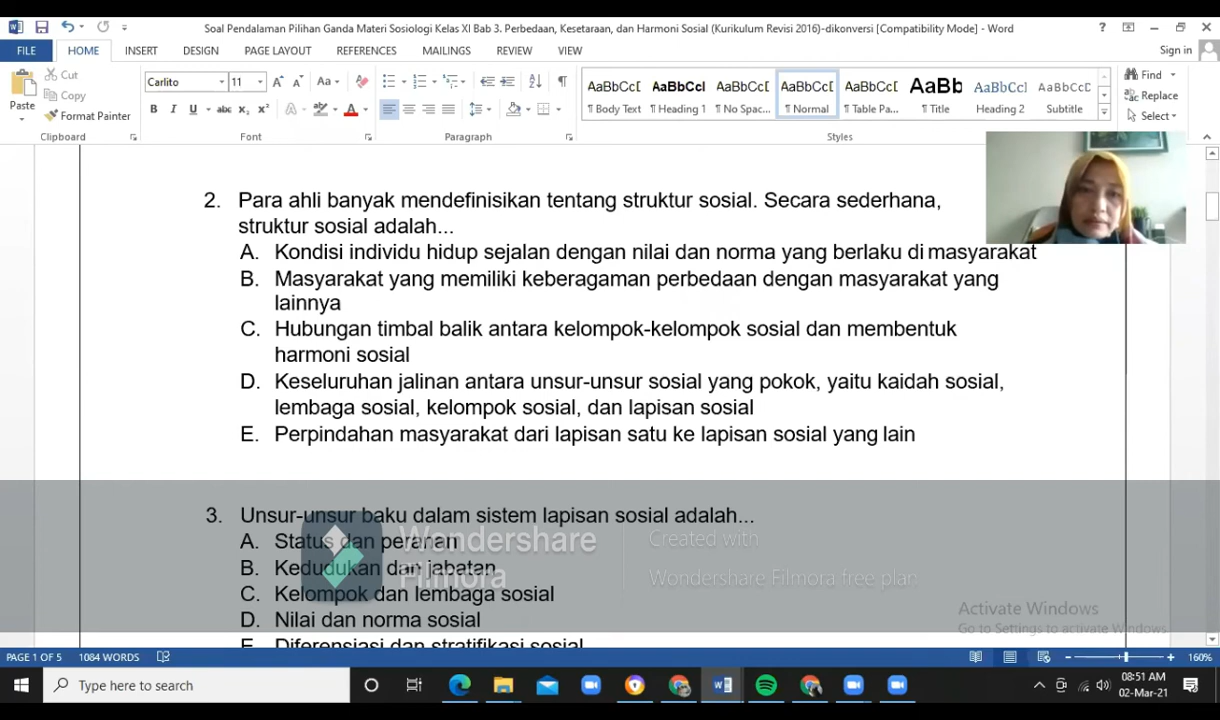 Soal Pendalaman Pilihan Ganda Materi Sosiologi Kelas XI Bab 3. Perbedaan, Kesetaraan, dan Harmoni Sosial (Kurikulum Revisi 2016)-dikonversi [Compatibility Mode] - Word
FILE HOME INSERT DESIGN PAGE LAYOUT REFERENCES MAILINGS REVIEW VIEW Sign in
Cut
Copy
Format Painter
Paste
Carlito 11
AaBbCcD AaBbCcI AaBbCcD AaBbCcD AaBbCcD AaBb AaBbCcI AaBbCcC
¶ Body Text ¶ Heading 1 ¶ No Spac... ¶ Normal ¶ Table Pa... ¶ Title Heading 2 Subtitle
Find
Replace
Select
Clipboard Font Paragraph Styles Editing
2. Para ahli banyak mendefinisikan tentang struktur sosial. Secara sederhana,
struktur sosial adalah...
A. Kondisi individu hidup sejalan dengan nilai dan norma yang berlaku di masyarakat
B. Masyarakat yang memiliki keberagaman perbedaan dengan masyarakat yang
lainnya
C. Hubungan timbal balik antara kelompok-kelompok sosial dan membentuk
harmoni sosial
D. Keseluruhan jalinan antara unsur-unsur sosial yang pokok, yaitu kaidah sosial,
lembaga sosial, kelompok sosial, dan lapisan sosial
E. Perpindahan masyarakat dari lapisan satu ke lapisan sosial yang lain
3. Unsur-unsur baku dalam sistem lapisan sosial adalah...
A. Status dan peranan
B. Kedudukan dan jabatan
C. Kelompok dan lembaga sosial
D. Nilai dan norma sosial
E. Diferensiasi dan stratifikasi sosial
Wondershare
Filmora
Created with
Wondershare Filmora free plan
Activate Windows
Go to Settings to activate Windows
PAGE 1 OF 5 1084 WORDS 160%
Type here to search
08:51 AM
02-Mar-21